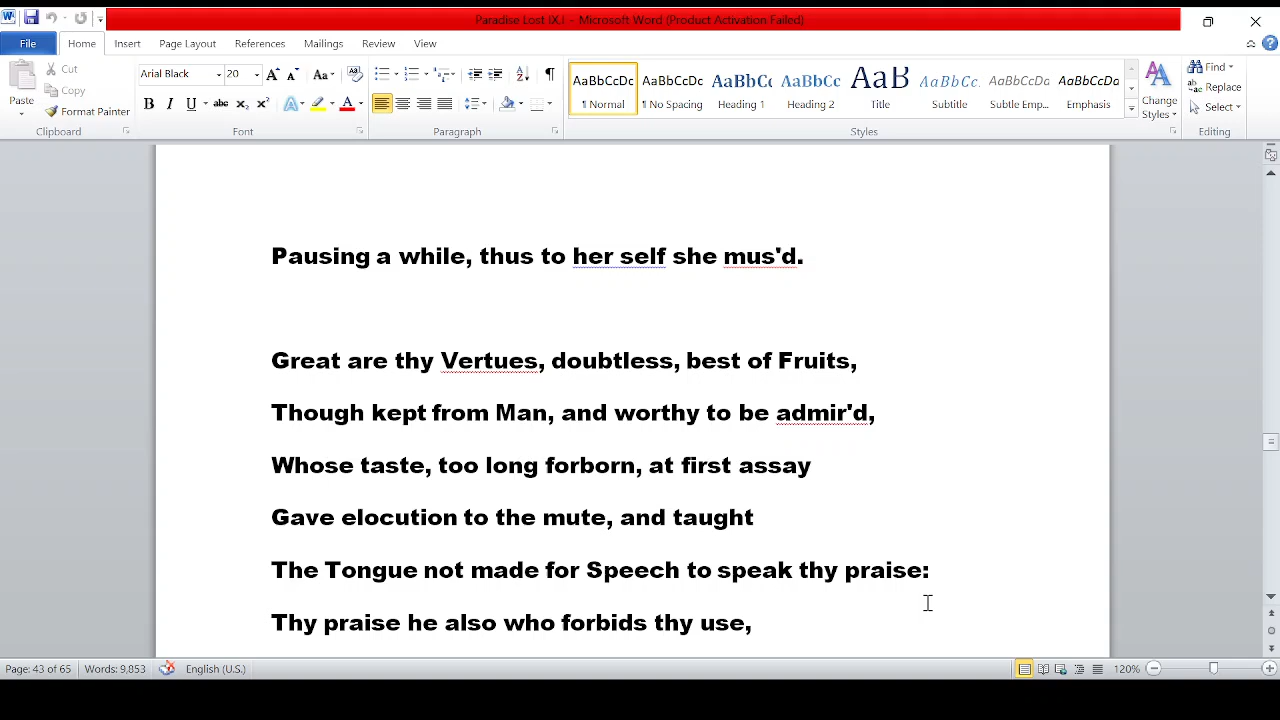 Paradise Lost IX.I - Microsoft Word (Product Activation Failed)
File Home Insert Page Layout References Mailings Review View
Paste Cut Copy Format Painter Clipboard
Arial Black 20 Aa Font
Paragraph
AaBbCcDc ¶ Normal AaBbCcDc ¶ No Spacing AaBbCc Heading 1 AaBbCc Heading 2 AaB Title AaBbCc. Subtitle AaBbCcDc Subtle Emp... AaBbCcDc Emphasis Change Styles Styles
Find Replace Select Editing
Pausing a while, thus to her self she mus'd.
Great are thy Vertues, doubtless, best of Fruits,
Though kept from Man, and worthy to be admir'd,
Whose taste, too long forborn, at first assay
Gave elocution to the mute, and taught
The Tongue not made for Speech to speak thy praise:
Thy praise he also who forbids thy use,
Page: 43 of 65 Words: 9,853 English (U.S.) 120%